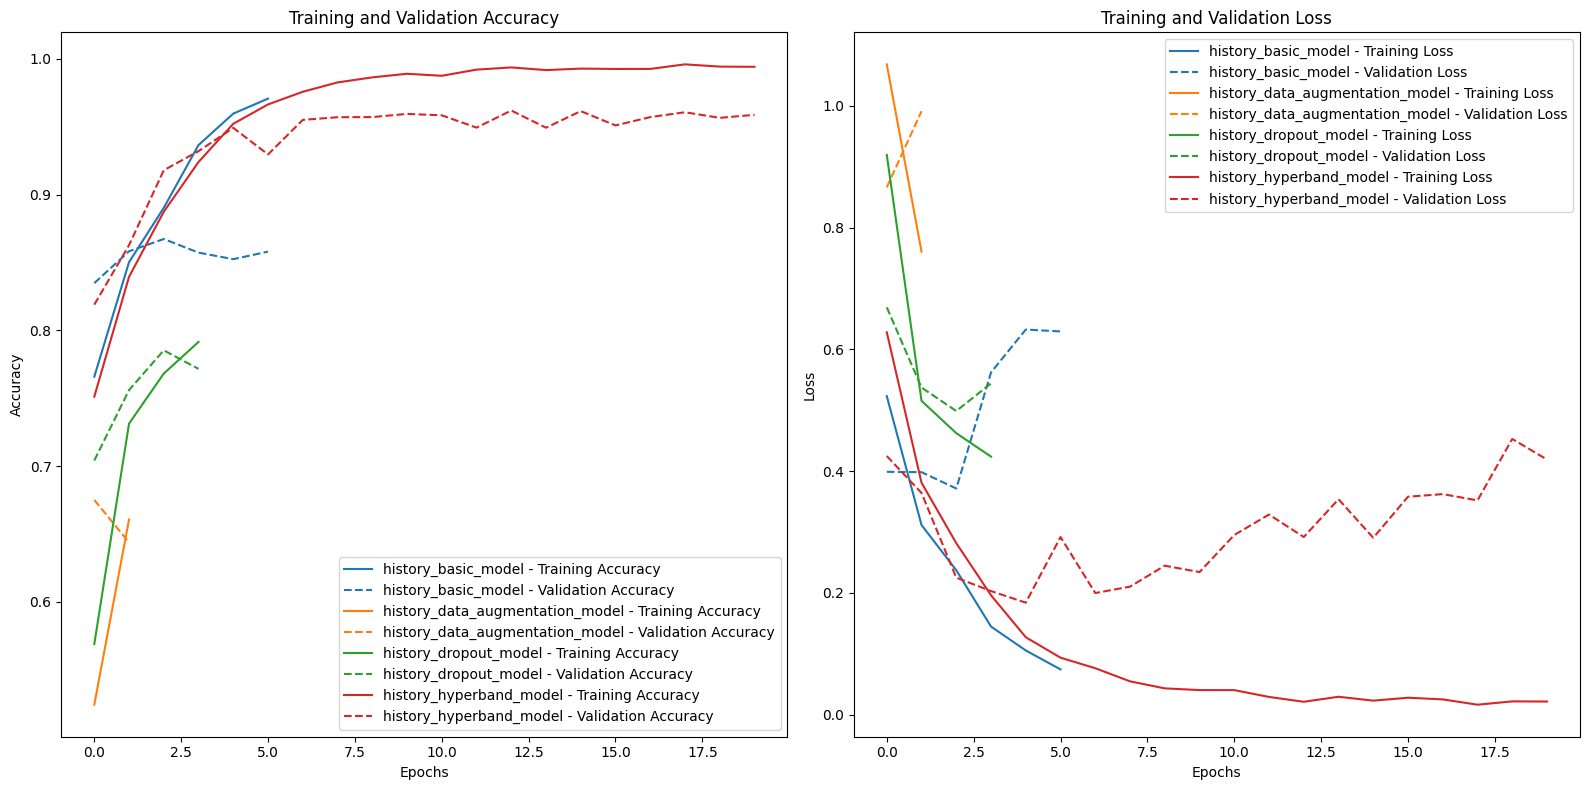 Training and Validation Accuracy
1.0
0.9
0.8
0.7
0.6
Accuracy
history_basic_model - Training Accuracy
history_basic_model - Validation Accuracy
history_data_augmentation_model - Training Accuracy
history_data_augmentation_model - Validation Accuracy
history_dropout_model - Training Accuracy
history_dropout_model - Validation Accuracy
history_hyperband_model - Training Accuracy
history_hyperband_model - Validation Accuracy
0.0 2.5 5.0 7.5 10.0 12.5 15.0 17.5
Epochs
Training and Validation Loss
history_basic_model - Training Loss
history_basic_model - Validation Loss
history_data_augmentation_model - Training Loss
history_data_augmentation_model - Validation Loss
history_dropout_model - Training Loss
history_dropout_model - Validation Loss
history_hyperband_model - Training Loss
history_hyperband_model - Validation Loss
1.0
0.8
0.6
0.4
0.2
0.0
Loss
0.0 2.5 5.0 7.5 10.0 12.5 15.0 17.5
Epochs